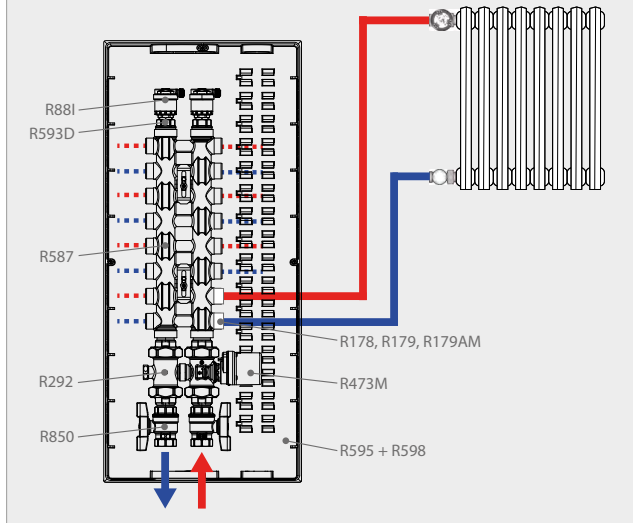 R88I
R593D
R587
R178, R179, R179AM
R292
R473M
R850
R595 + R598